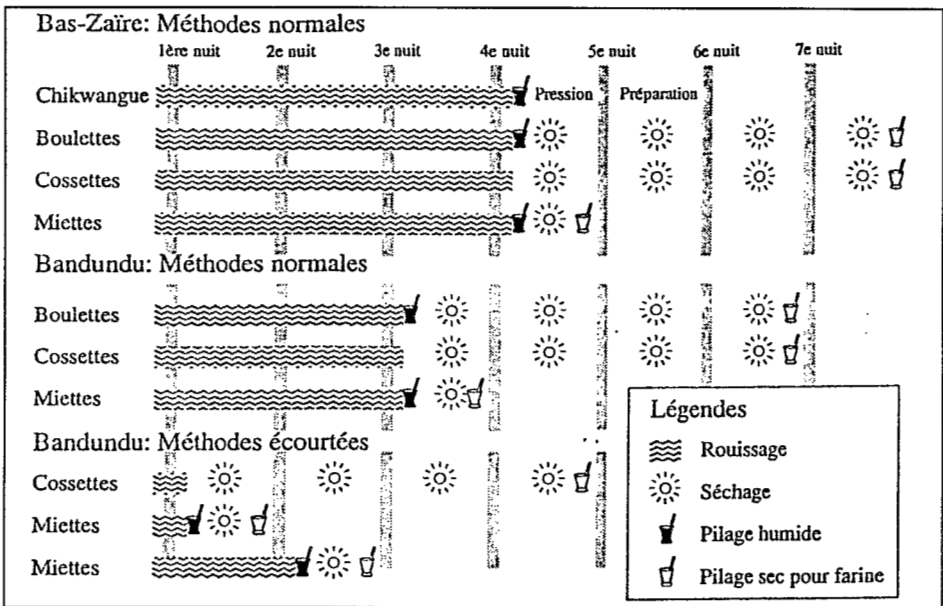 Bas-Zaïre: Méthodes normales
1ère nuit 2e nuit 3e nuit 4e nuit 5e nuit 6e nuit 7e nuit
Chikwangue Pression Préparation
Boulettes
Cossettes
Miettes
Bandundu: Méthodes normales
Boulettes
Cossettes
Miettes
Bandundu: Méthodes écourtées
Cossettes
Miettes
Miettes
Légendes
Rouissage
Séchage
Pilage humide
Pilage sec pour farine